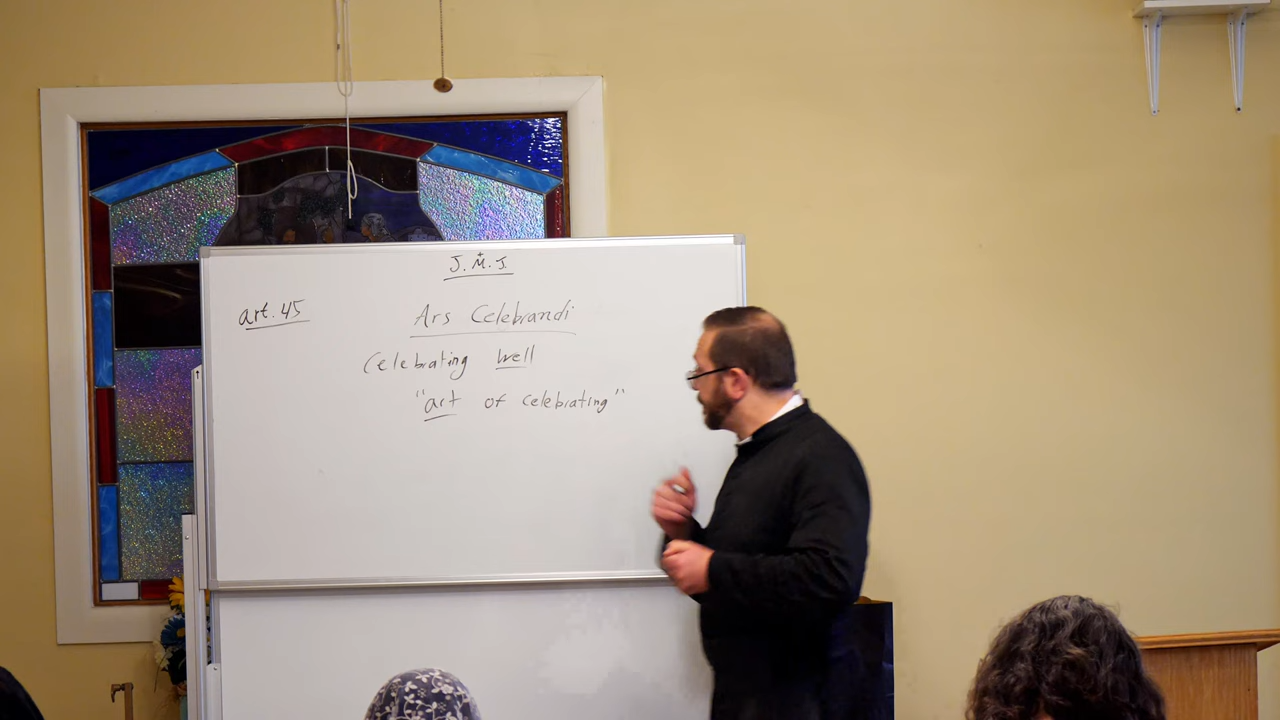 J. M. J.
art. 45
Ars Celebrandi
Celebrating well
"art of celebrating"